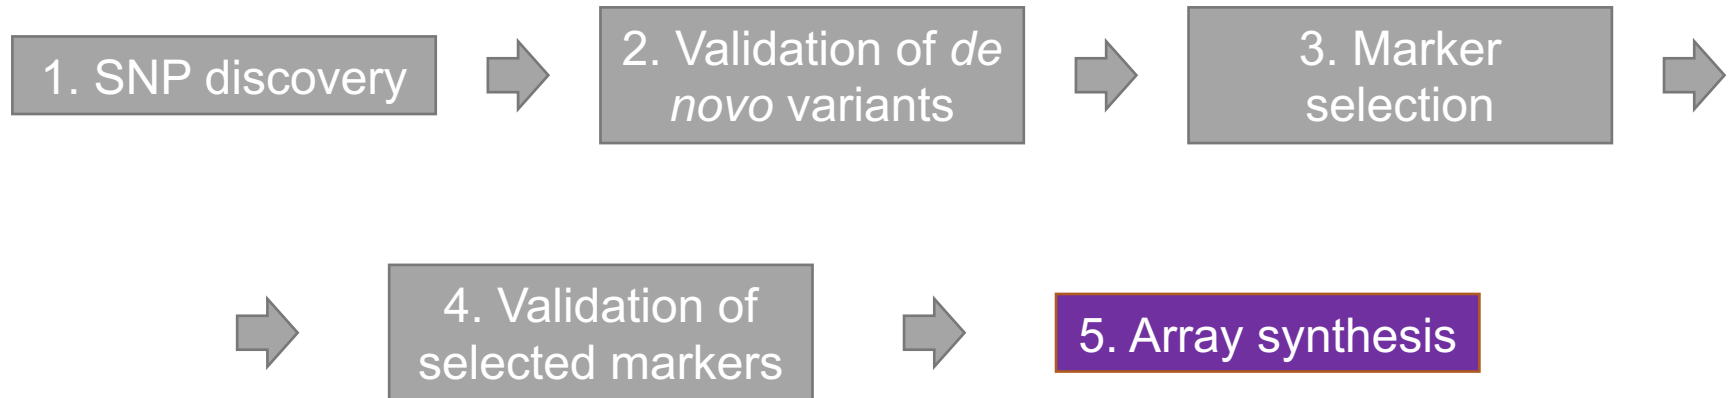 1. SNP discovery
2. Validation of de
novo variants
3. Marker
selection
4. Validation of
selected markers
5. Array synthesis